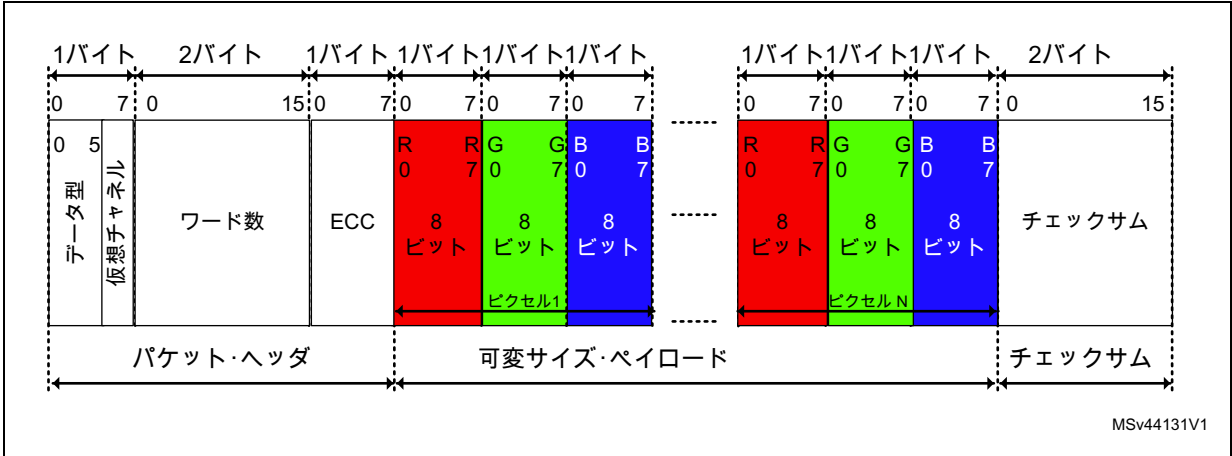 1バイト 2バイト 1バイト 1バイト 1バイト 1バイト 1バイト 1バイト 1バイト 2バイト
0 7 0 15 0 7 0 7 0 7 0 7 0 7 0 7 0 7 0 15
0 5 R R G G B B R R G G B B
0 7 0 7 0 7 0 7 0 7 0 7
データ型
仮想チャネル
ワード数 ECC 8 8 8 8 8 8 チェックサム
ビット ビット ビット ビット ビット ビット
ピクセル1 ピクセル N
パケット·ヘッダ 可変サイズ·ペイロード チェックサム
MSv44131V1